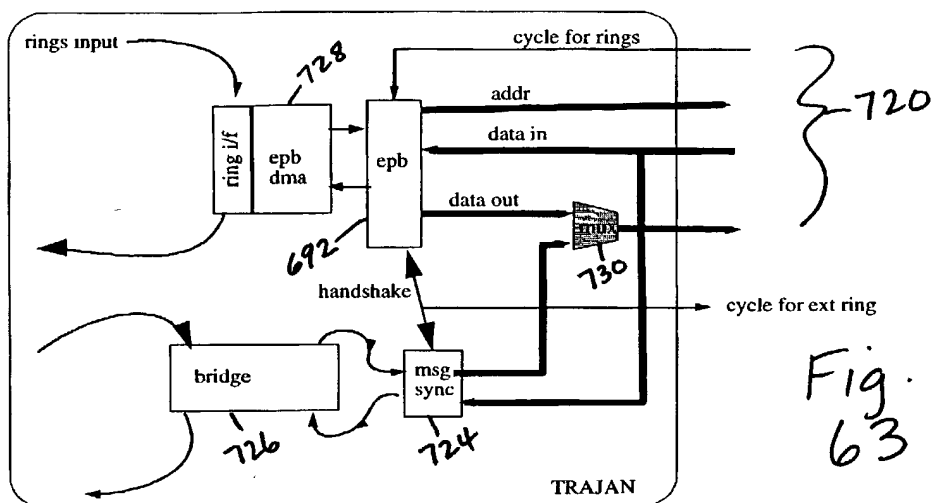 rings input
cycle for rings
728
addr
720
ring i/f
epb
dma
epb
data in
data out
mux
692
730
handshake
cycle for ext ring
bridge
msg
sync
726
724
Fig.
63
TRAJAN